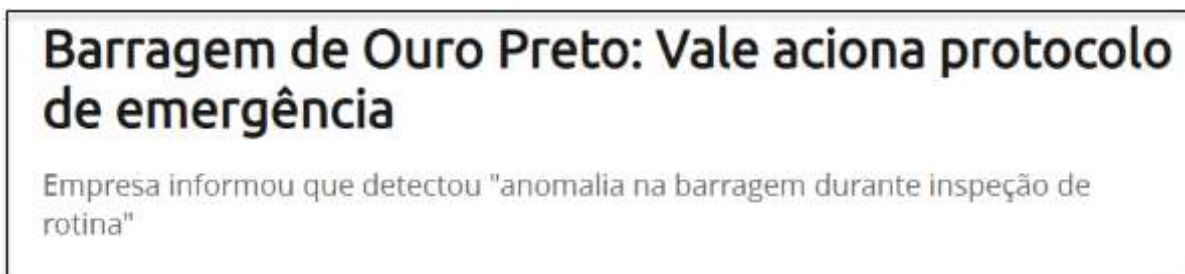 Barragem de Ouro Preto: Vale aciona protocolo
de emergência
Empresa informou que detectou "anomalia na barragem durante inspeção de
rotina"